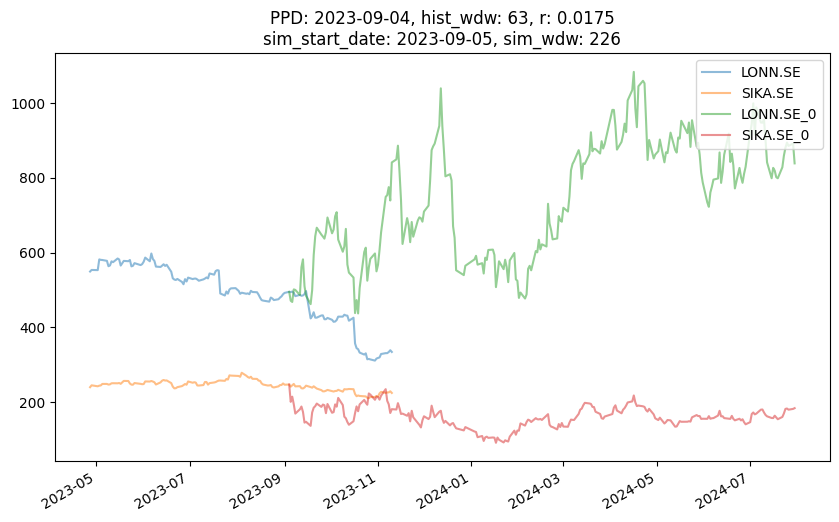 PPD: 2023-09-04, hist_wdw: 63, r: 0.0175
sim_start_date: 2023-09-05, sim_wdw: 226
LONN.SE
SIKA.SE
LONN.SE_0
SIKA.SE_0
1000
800
600
400
200
2023-05
2023-07
2023-09
2023-11
2024-01
2024-03
2024-05
2024-07